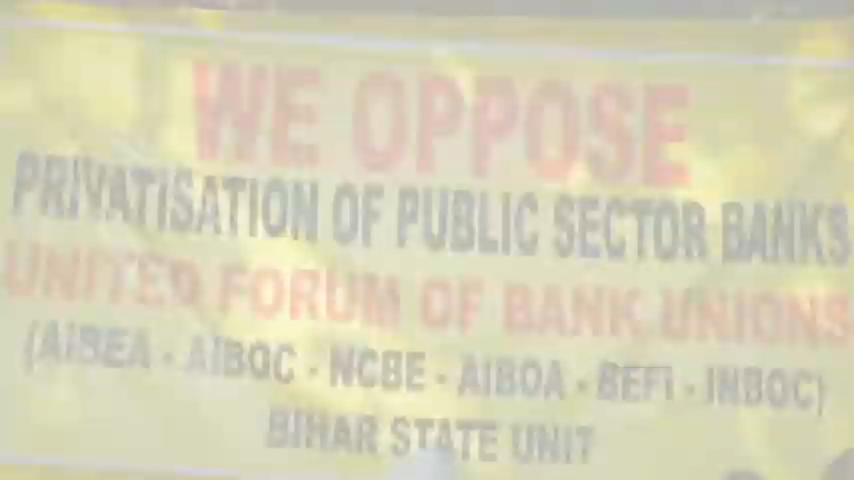 WE OPPOSE
PRIVATISATION OF PUBLIC SECTOR BANKS
UNITED FORUM OF BANK UNIONS
(AIBEA - AIBOC - NCBE - AIBOA - BEFI - INBOC)
BIHAR STATE UNIT